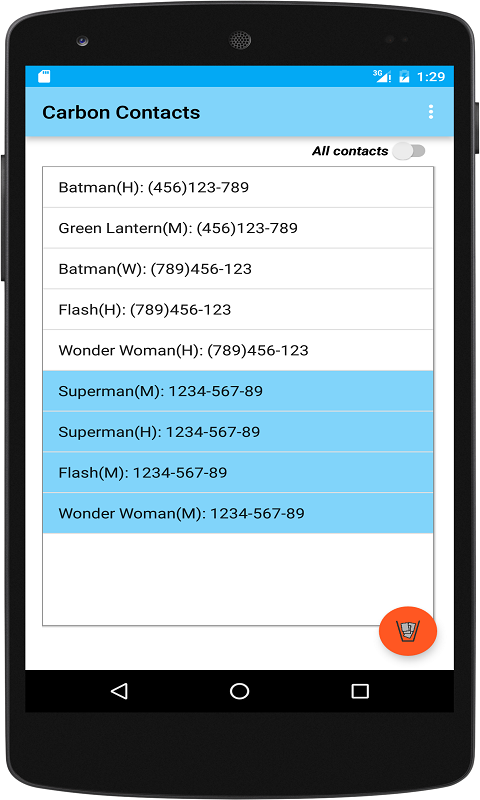 3G 1:29
Carbon Contacts
All contacts
Batman(H): (456)123-789
Green Lantern(M): (456)123-789
Batman(W): (789)456-123
Flash(H): (789)456-123
Wonder Woman(H): (789)456-123
Superman(M): 1234-567-89
Superman(H): 1234-567-89
Flash(M): 1234-567-89
Wonder Woman(M): 1234-567-89